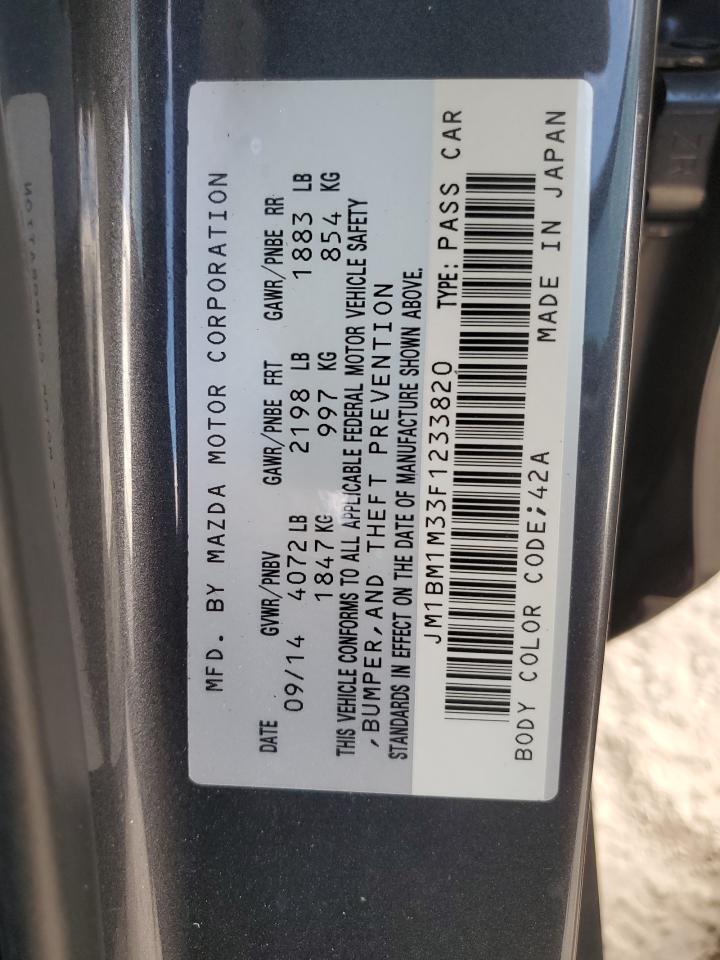 MFD. BY MAZDA MOTOR CORPORATION
DATE GVWR/PNBV GAWR/PNBE FRT GAWR/PNBE RR
09/14 4072 LB 2198 LB 1883 LB
1847 KG 997 KG 854 KG
THIS VEHICLE CONFORMS TO ALL APPLICABLE FEDERAL MOTOR VEHICLE SAFETY
,BUMPER,AND THEFT PREVENTION
STANDARDS IN EFFECT ON THE DATE OF MANUFACTURE SHOWN ABOVE.
JM1BM1M33F1233820 TYPE: PASS CAR
BODY COLOR CODE;42A MADE IN JAPAN
ZR